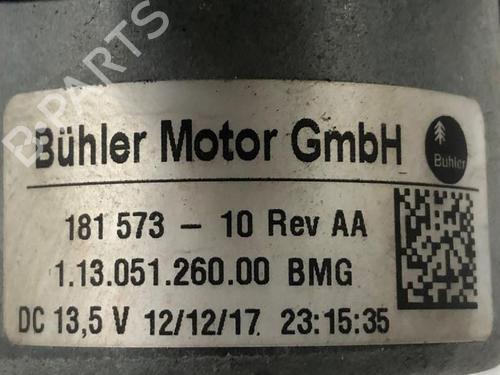 B-PARTS
Bühler Motor GmbH
Bühler
181 573 - 10 Rev AA
1.13.051.260.00 BMG
DC 13,5 V 12/12/17 23:15:35